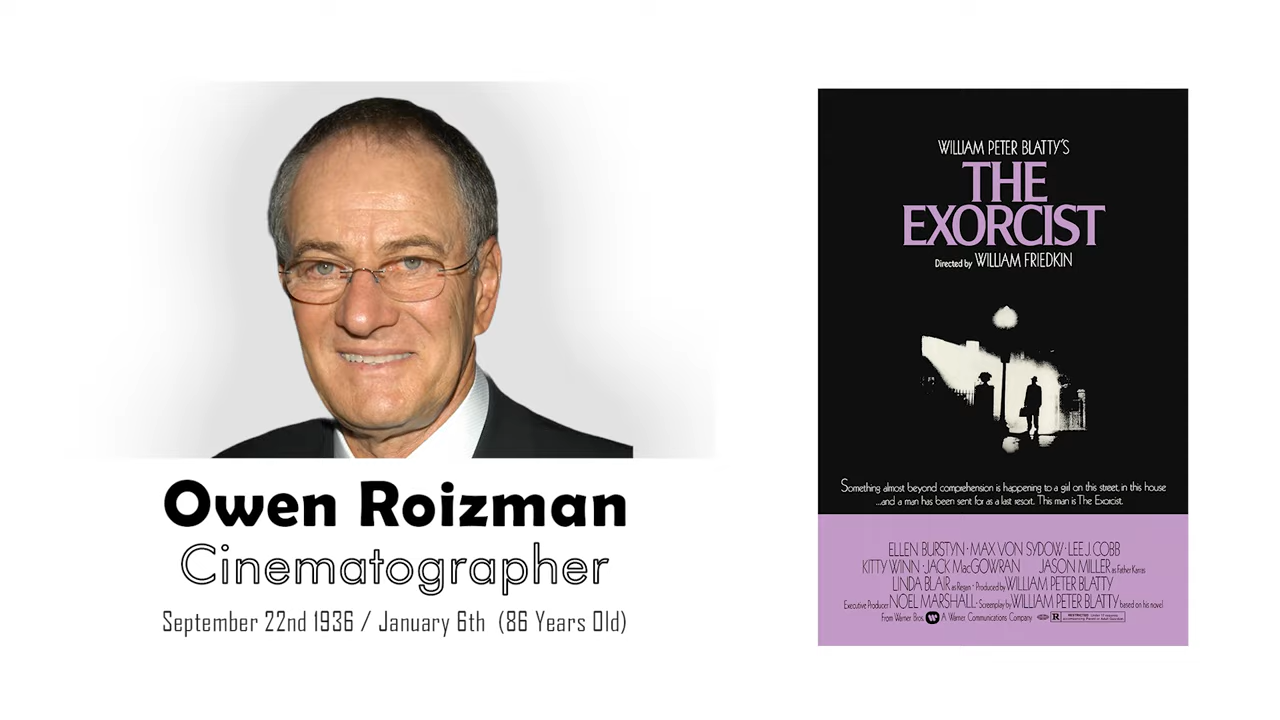 Owen Roizman
Cinematographer
September 22nd 1936 / January 6th (86 Years Old)
WILLIAM PETER BLATTY'S
THE
EXORCIST
Directed by WILLIAM FRIEDKIN
Something almost beyond comprehension is happening to a girl on this street, in this house
...and a man has been sent for as a last resort. This man is The Exorcist.
ELLEN BURSTYN · MAX VON SYDOW · LEE J COBB
KITTY WINN · JACK MacGOWRAN JASON MILLER as Father Karras
LINDA BLAIR as Regan · Produced by WILLIAM PETER BLATTY
Executive Producer NOEL MARSHALL · Screenplay by WILLIAM PETER BLATTY based on his novel
From Warner Bros. A Warner Communications Company R RESTRICTED